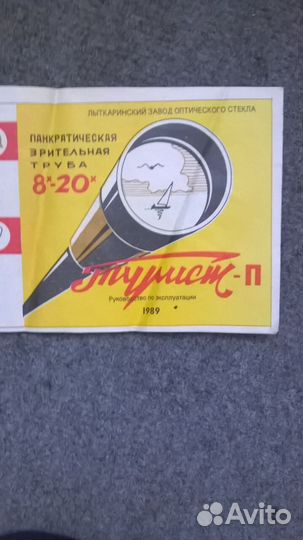 ЛЫТКАРИНСКИЙ ЗАВОД ОПТИЧЕСКОГО СТЕКЛА
ПАНКРАТИЧЕСКАЯ
ЗРИТЕЛЬНАЯ
ТРУБА
8ˣ-20ˣ
Турист-П
Руководство по эксплуатации
1989
Avito